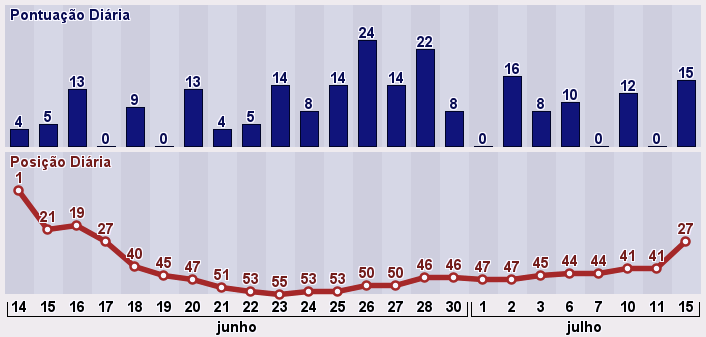 Pontuação Diária
4 5 13 0 9 0 13 4 5 14 8 14 24 14 22 8 0 16 8 10 0 12 0 15
Posição Diária
1 21 19 27 40 45 47 51 53 55 53 53 50 50 46 46 47 47 45 44 44 41 41 27
14 15 16 17 18 19 20 21 22 23 24 25 26 27 28 30 1 2 3 6 7 10 11 15
junho julho